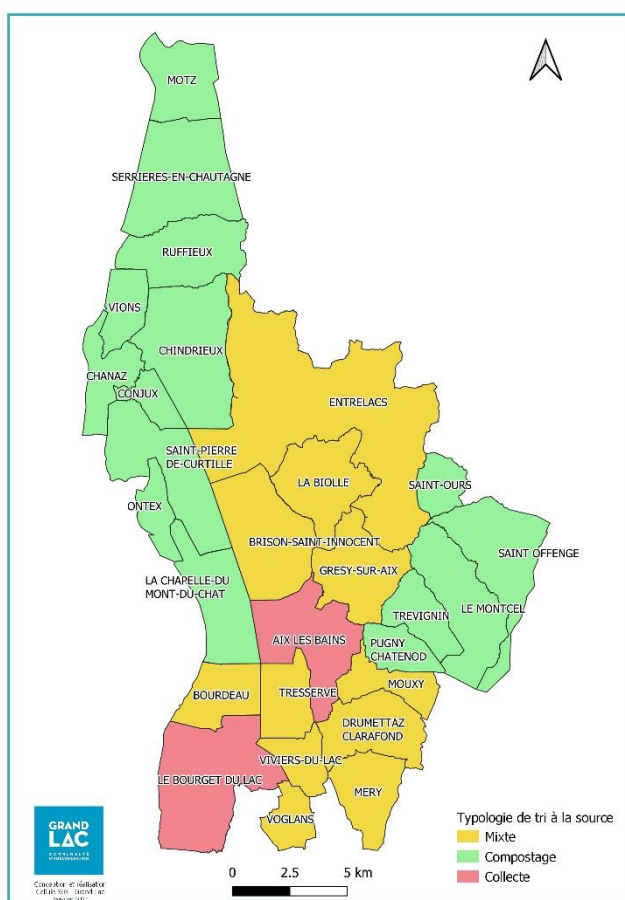 MOTZ
SERRIERES-EN-CHAUTAGNE
RUFFIEUX
VIONS
CHINDRIEUX
CHANAZ
CONJUX
ENTRELACS
SAINT-PIERRE
DE-CURTILLE
LA BIOLLE
SAINT-OURS
ONTEX
BRISON-SAINT-INNOCENT
SAINT OFFENGE
GRESY-SUR-AIX
LA CHAPELLE-DU
MONT-DU-CHAT
TREVIGNIN
LE MONTCEL
AIX LES BAINS
PUGNY
CHATENOD
MOUXY
BOURDEAU
TRESSERVE
DRUMETTAZ
CLARAFOND
VIVIERS-DU-LAC
LE BOURGET DU LAC
MERY
VOGLANS
Typologie de tri à la source
Mixte
Compostage
Collecte
GRAND
LAC
Conception et réalisation
0 2.5 5 km